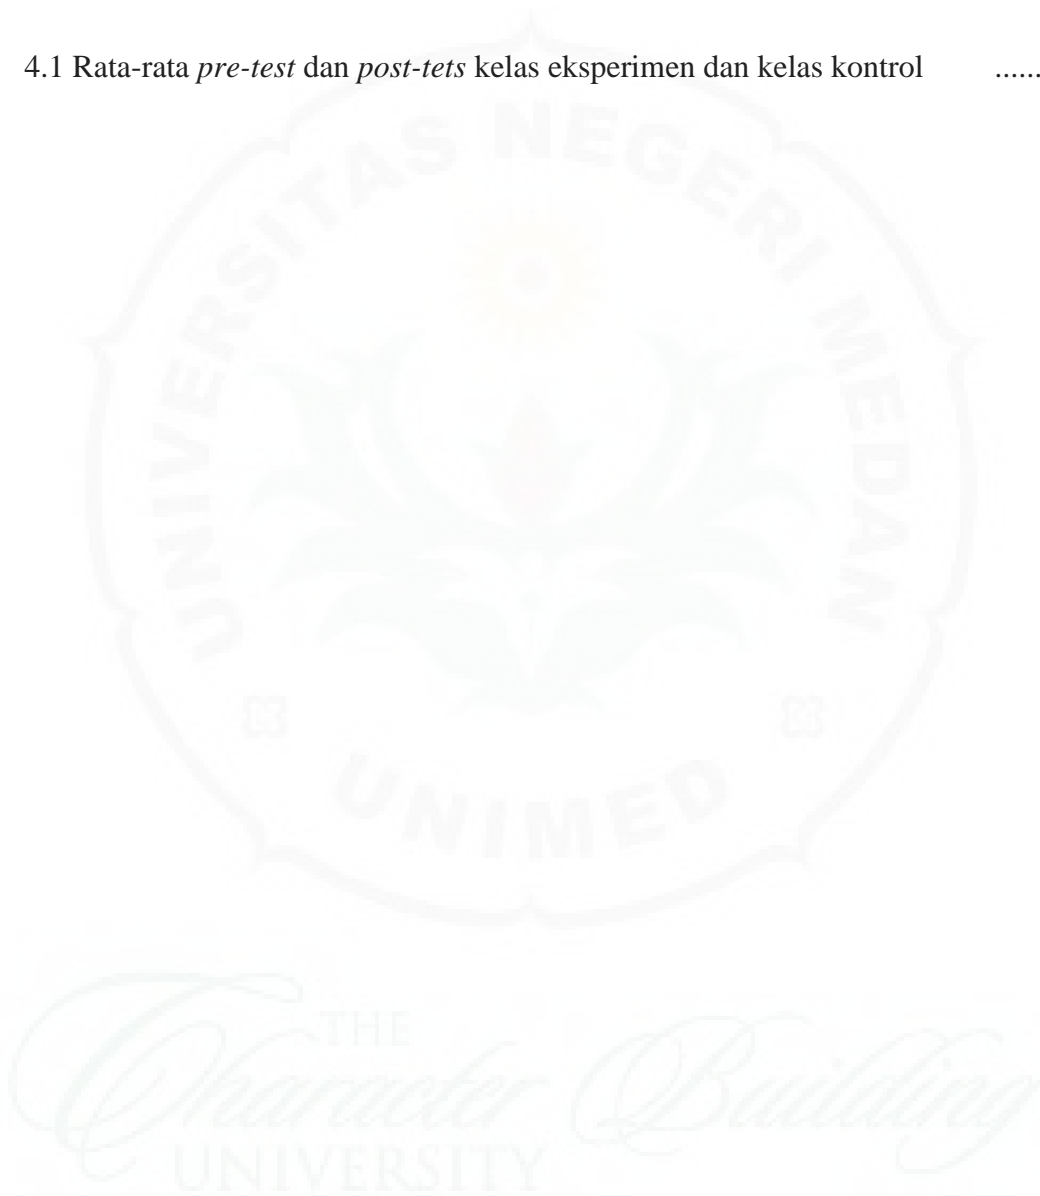 4.1 Rata-rata pre-test dan post-tets kelas eksperimen dan kelas kontrol ......
UNIVERSITAS NEGERI MEDAN
UNIMED
THE
Character Building
UNIVERSITY